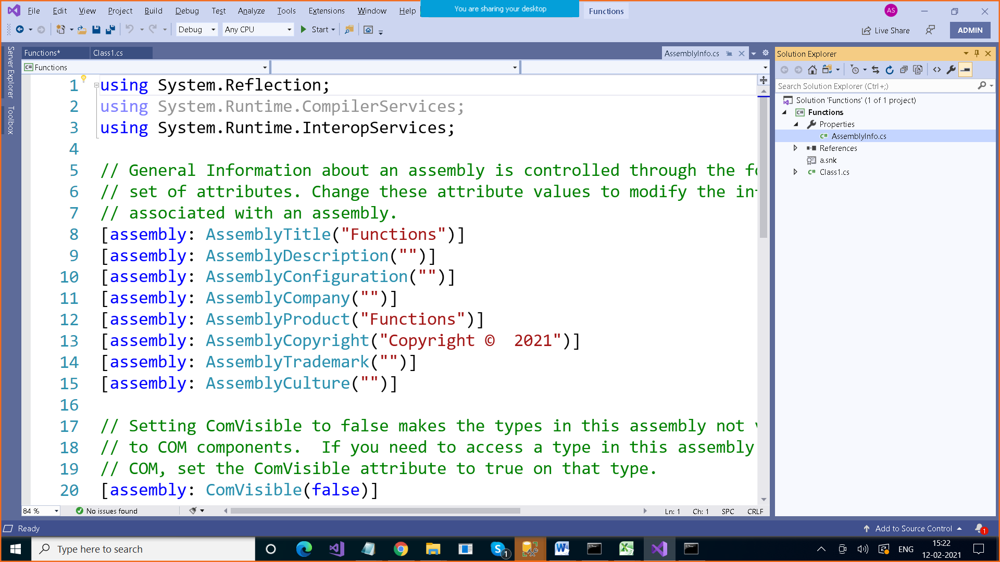 File Edit View Project Build Debug Test Analyze Tools Extensions Window Help
You are sharing your desktop
Functions
AS
Debug Any CPU Start
Live Share
ADMIN
Server Explorer
Toolbox
Functions* Class1.cs
AssemblyInfo.cs
C# Functions
1 using System.Reflection;
2 using System.Runtime.CompilerServices;
3 using System.Runtime.InteropServices;
4
5 // General Information about an assembly is controlled through the fo
6 // set of attributes. Change these attribute values to modify the in
7 // associated with an assembly.
8 [assembly: AssemblyTitle("Functions")]
9 [assembly: AssemblyDescription("")]
10 [assembly: AssemblyConfiguration("")]
11 [assembly: AssemblyCompany("")]
12 [assembly: AssemblyProduct("Functions")]
13 [assembly: AssemblyCopyright("Copyright ©  2021")]
14 [assembly: AssemblyTrademark("")]
15 [assembly: AssemblyCulture("")]
16
17 // Setting ComVisible to false makes the types in this assembly not
18 // to COM components.  If you need to access a type in this assembly
19 // COM, set the ComVisible attribute to true on that type.
20 [assembly: ComVisible(false)]
84 %
No issues found
Ln: 1 Ch: 1 SPC CRLF
Solution Explorer
Search Solution Explorer (Ctrl+;)
Solution 'Functions' (1 of 1 project)
C# Functions
Properties
C# AssemblyInfo.cs
References
a.snk
C# Class1.cs
Ready
Add to Source Control
1
Type here to search
1
ENG
15:22
12-02-2021